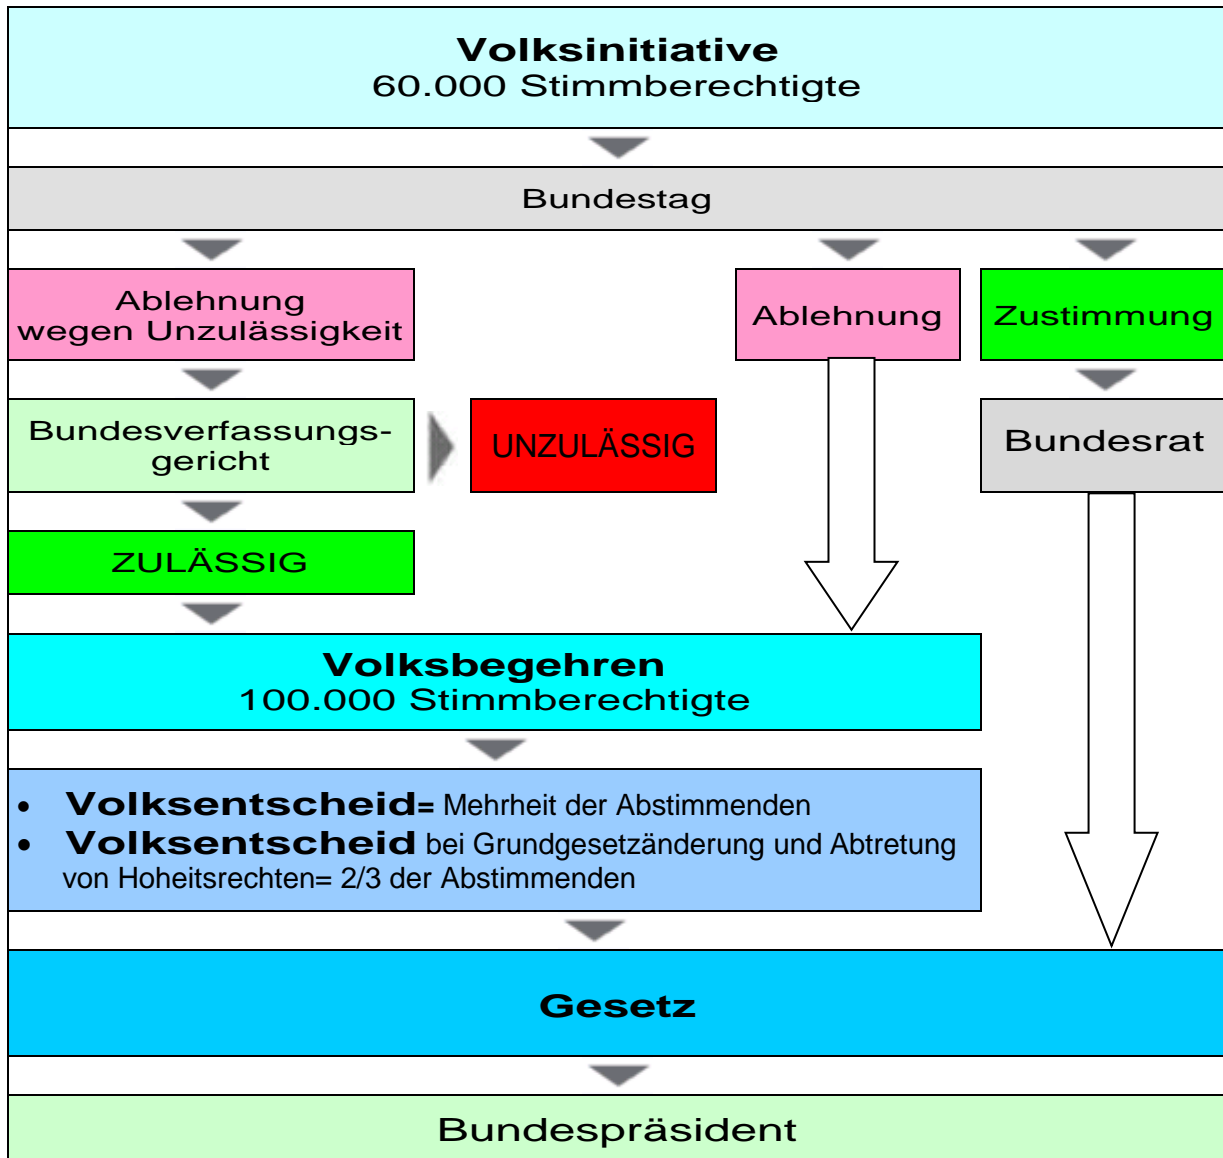 Volksinitiative
60.000 Stimmberechtigte
Bundestag
Ablehnung
wegen Unzulässigkeit
Ablehnung
Zustimmung
Bundesverfassungs-
gericht
UNZULÄSSIG
Bundesrat
ZULÄSSIG
Volksbegehren
100.000 Stimmberechtigte
• Volksentscheid= Mehrheit der Abstimmenden
• Volksentscheid bei Grundgesetzänderung und Abtretung
von Hoheitsrechten= 2/3 der Abstimmenden
Gesetz
Bundespräsident